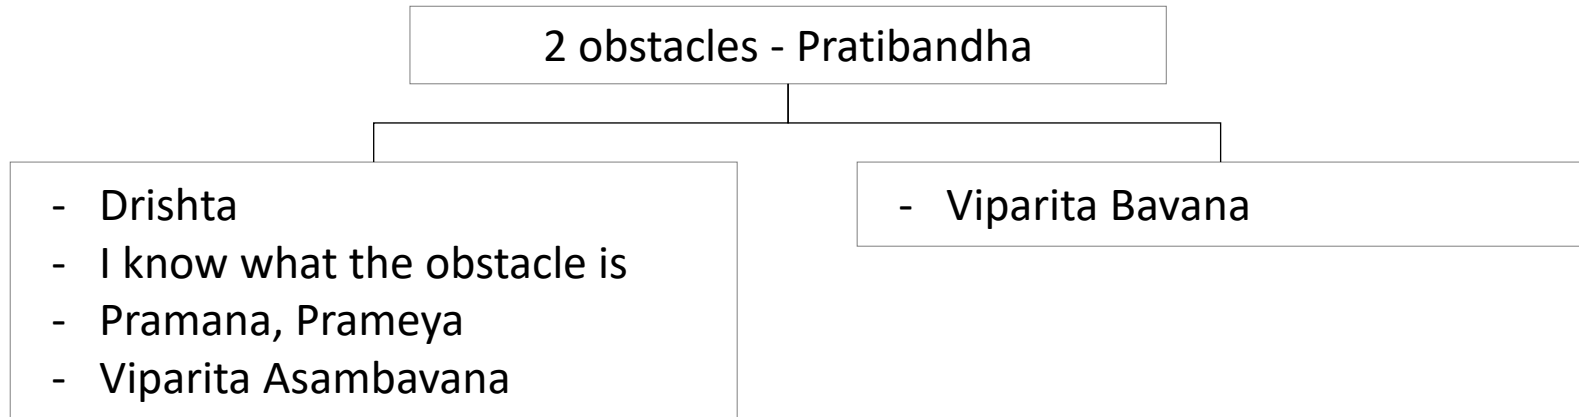 2 obstacles - Pratibandha
- Drishta
- I know what the obstacle is
- Pramana, Prameya
- Viparita Asambavana
- Viparita Bavana